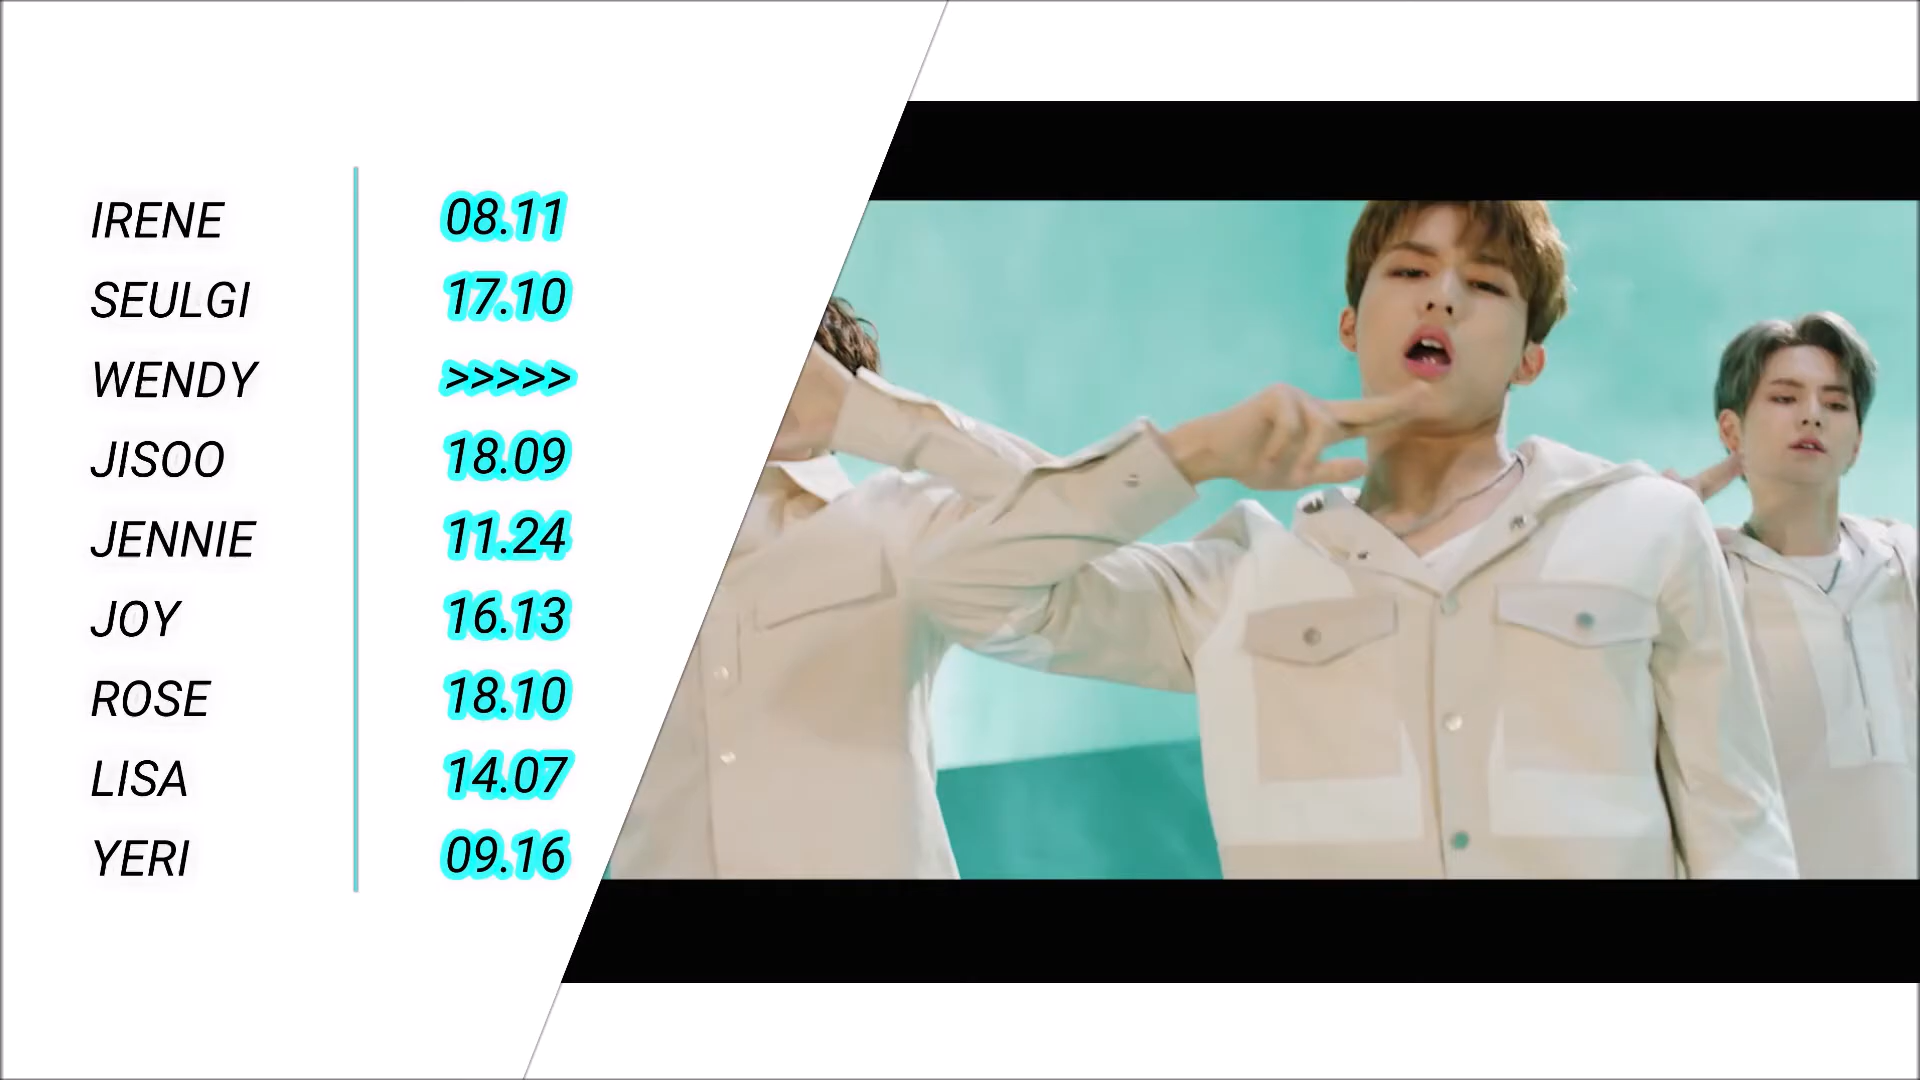 IRENE 08.11
SEULGI 17.10
WENDY >>>>>
JISOO 18.09
JENNIE 11.24
JOY 16.13
ROSE 18.10
LISA 14.07
YERI 09.16